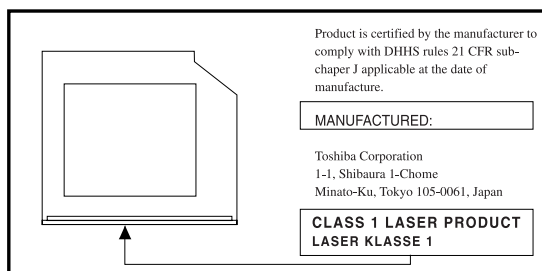 Product is certified by the manufacturer to
comply with DHHS rules 21 CFR sub-
chaper J applicable at the date of
manufacture.
MANUFACTURED:
Toshiba Corporation
1-1, Shibaura 1-Chome
Minato-Ku, Tokyo 105-0061, Japan
CLASS 1 LASER PRODUCT
LASER KLASSE 1